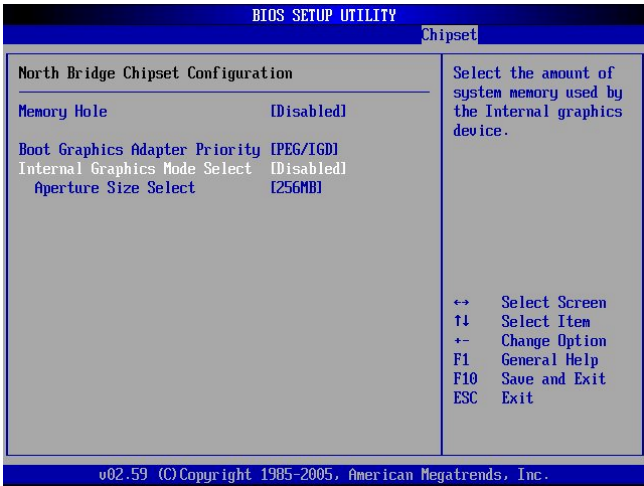 BIOS SETUP UTILITY
Chipset
North Bridge Chipset Configuration
Memory Hole [Disabled]
Boot Graphics Adapter Priority [PEG/IGD]
Internal Graphics Mode Select [Disabled]
Aperture Size Select [256MB]
Select the amount of
system memory used by
the Internal graphics
device.
↔ Select Screen
↑↓ Select Item
+- Change Option
F1 General Help
F10 Save and Exit
ESC Exit
v02.59 (C)Copyright 1985-2005, American Megatrends, Inc.